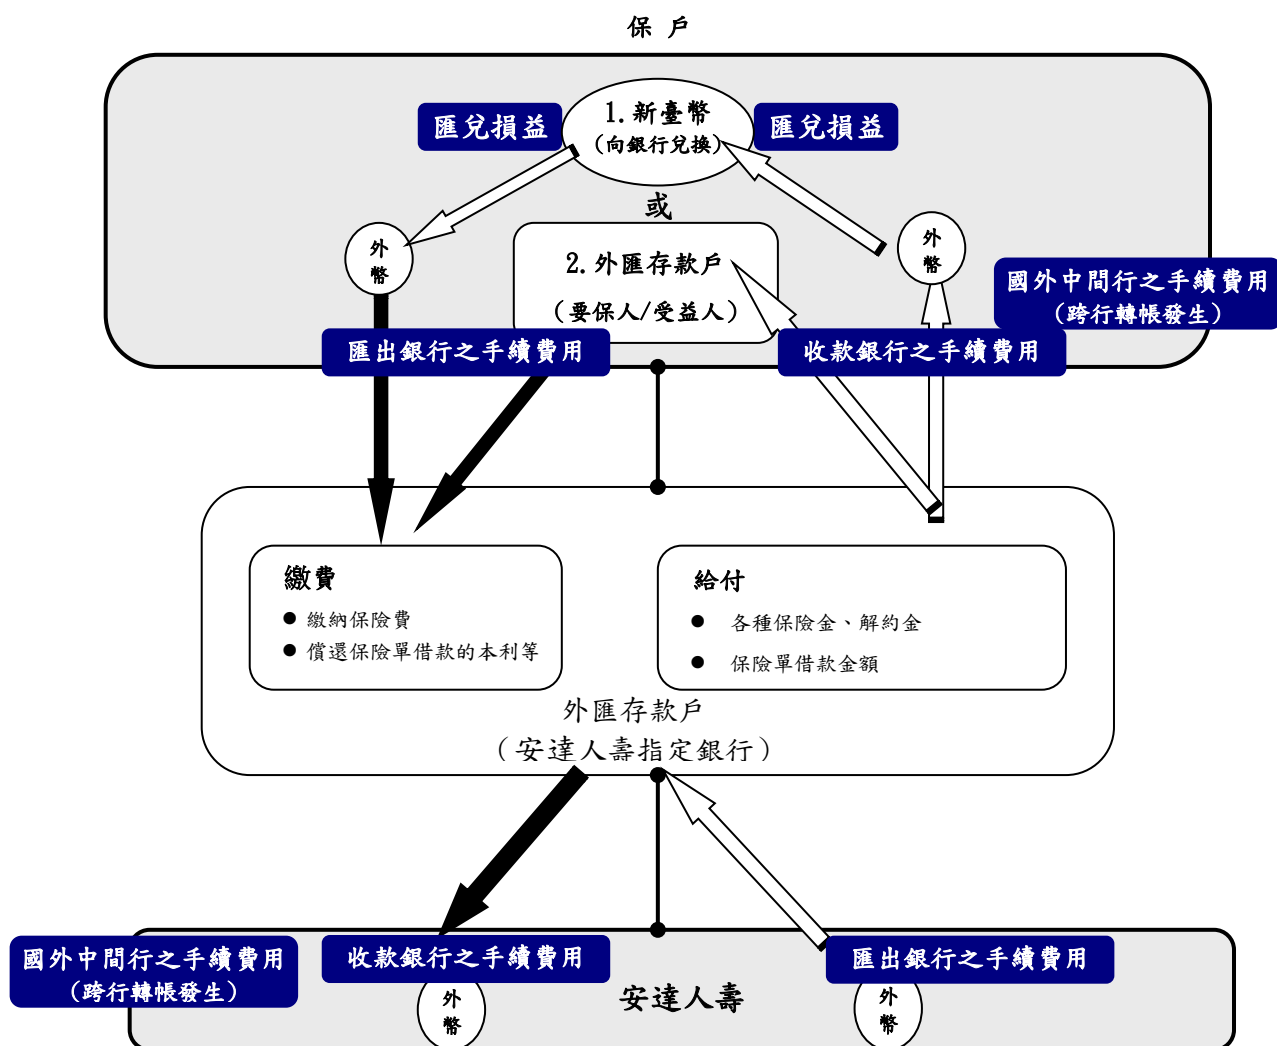 保 戶
匯兌損益
1.新臺幣
(向銀行兌換)
匯兌損益
或
外
幣
2.外匯存款戶
(要保人/受益人)
外
幣
國外中間行之手續費用
(跨行轉帳發生)
匯出銀行之手續費用
收款銀行之手續費用
繳費
● 繳納保險費
● 償還保險單借款的本利等
給付
● 各種保險金、解約金
● 保險單借款金額
外匯存款戶
(安達人壽指定銀行)
國外中間行之手續費用
(跨行轉帳發生)
收款銀行之手續費用
外
幣
安達人壽
匯出銀行之手續費用
外
幣